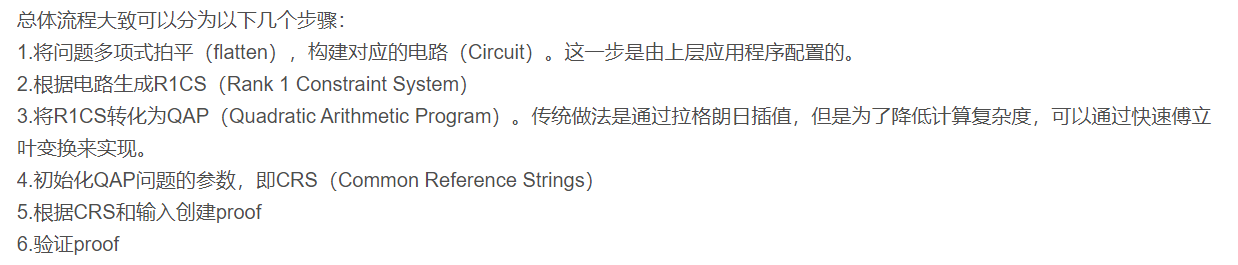 总体流程大致可以分为以下几个步骤：
1.将问题多项式拍平（flatten），构建对应的电路（Circuit）。这一步是由上层应用程序配置的。
2.根据电路生成R1CS（Rank 1 Constraint System）
3.将R1CS转化为QAP（Quadratic Arithmetic Program）。传统做法是通过拉格朗日插值，但是为了降低计算复杂度，可以通过快速傅立
叶变换来实现。
4.初始化QAP问题的参数，即CRS（Common Reference Strings）
5.根据CRS和输入创建proof
6.验证proof